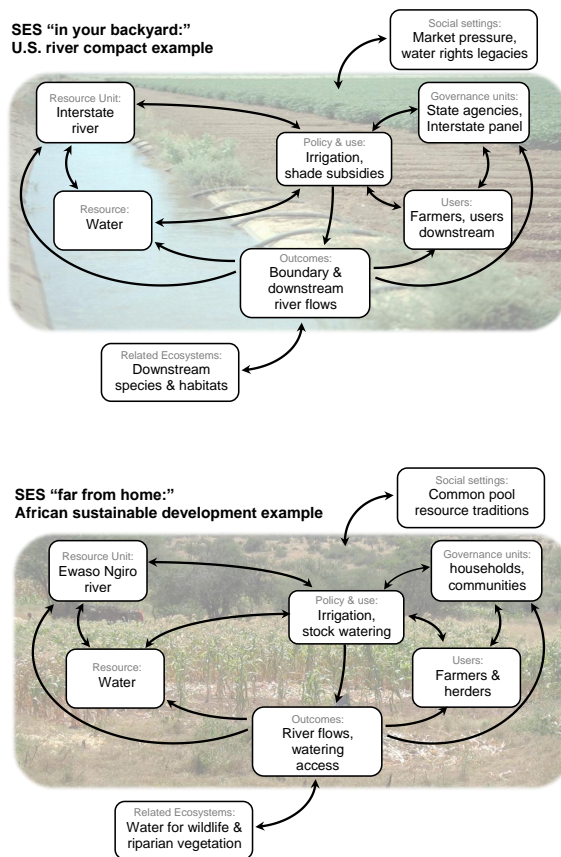 SES “in your backyard:”
U.S. river compact example
Social settings:
Market pressure,
water rights legacies
Resource Unit:
Interstate
river
Governance units:
State agencies,
Interstate panel
Policy & use:
Irrigation,
shade subsidies
Resource:
Water
Users:
Farmers, users
downstream
Outcomes:
Boundary &
downstream
river flows
Related Ecosystems:
Downstream
species & habitats
SES “far from home:”
African sustainable development example
Social settings:
Common pool
resource traditions
Resource Unit:
Ewaso Ngiro
river
Governance units:
households,
communities
Policy & use:
Irrigation,
stock watering
Resource:
Water
Users:
Farmers &
herders
Outcomes:
River flows,
watering
access
Related Ecosystems:
Water for wildlife &
riparian vegetation